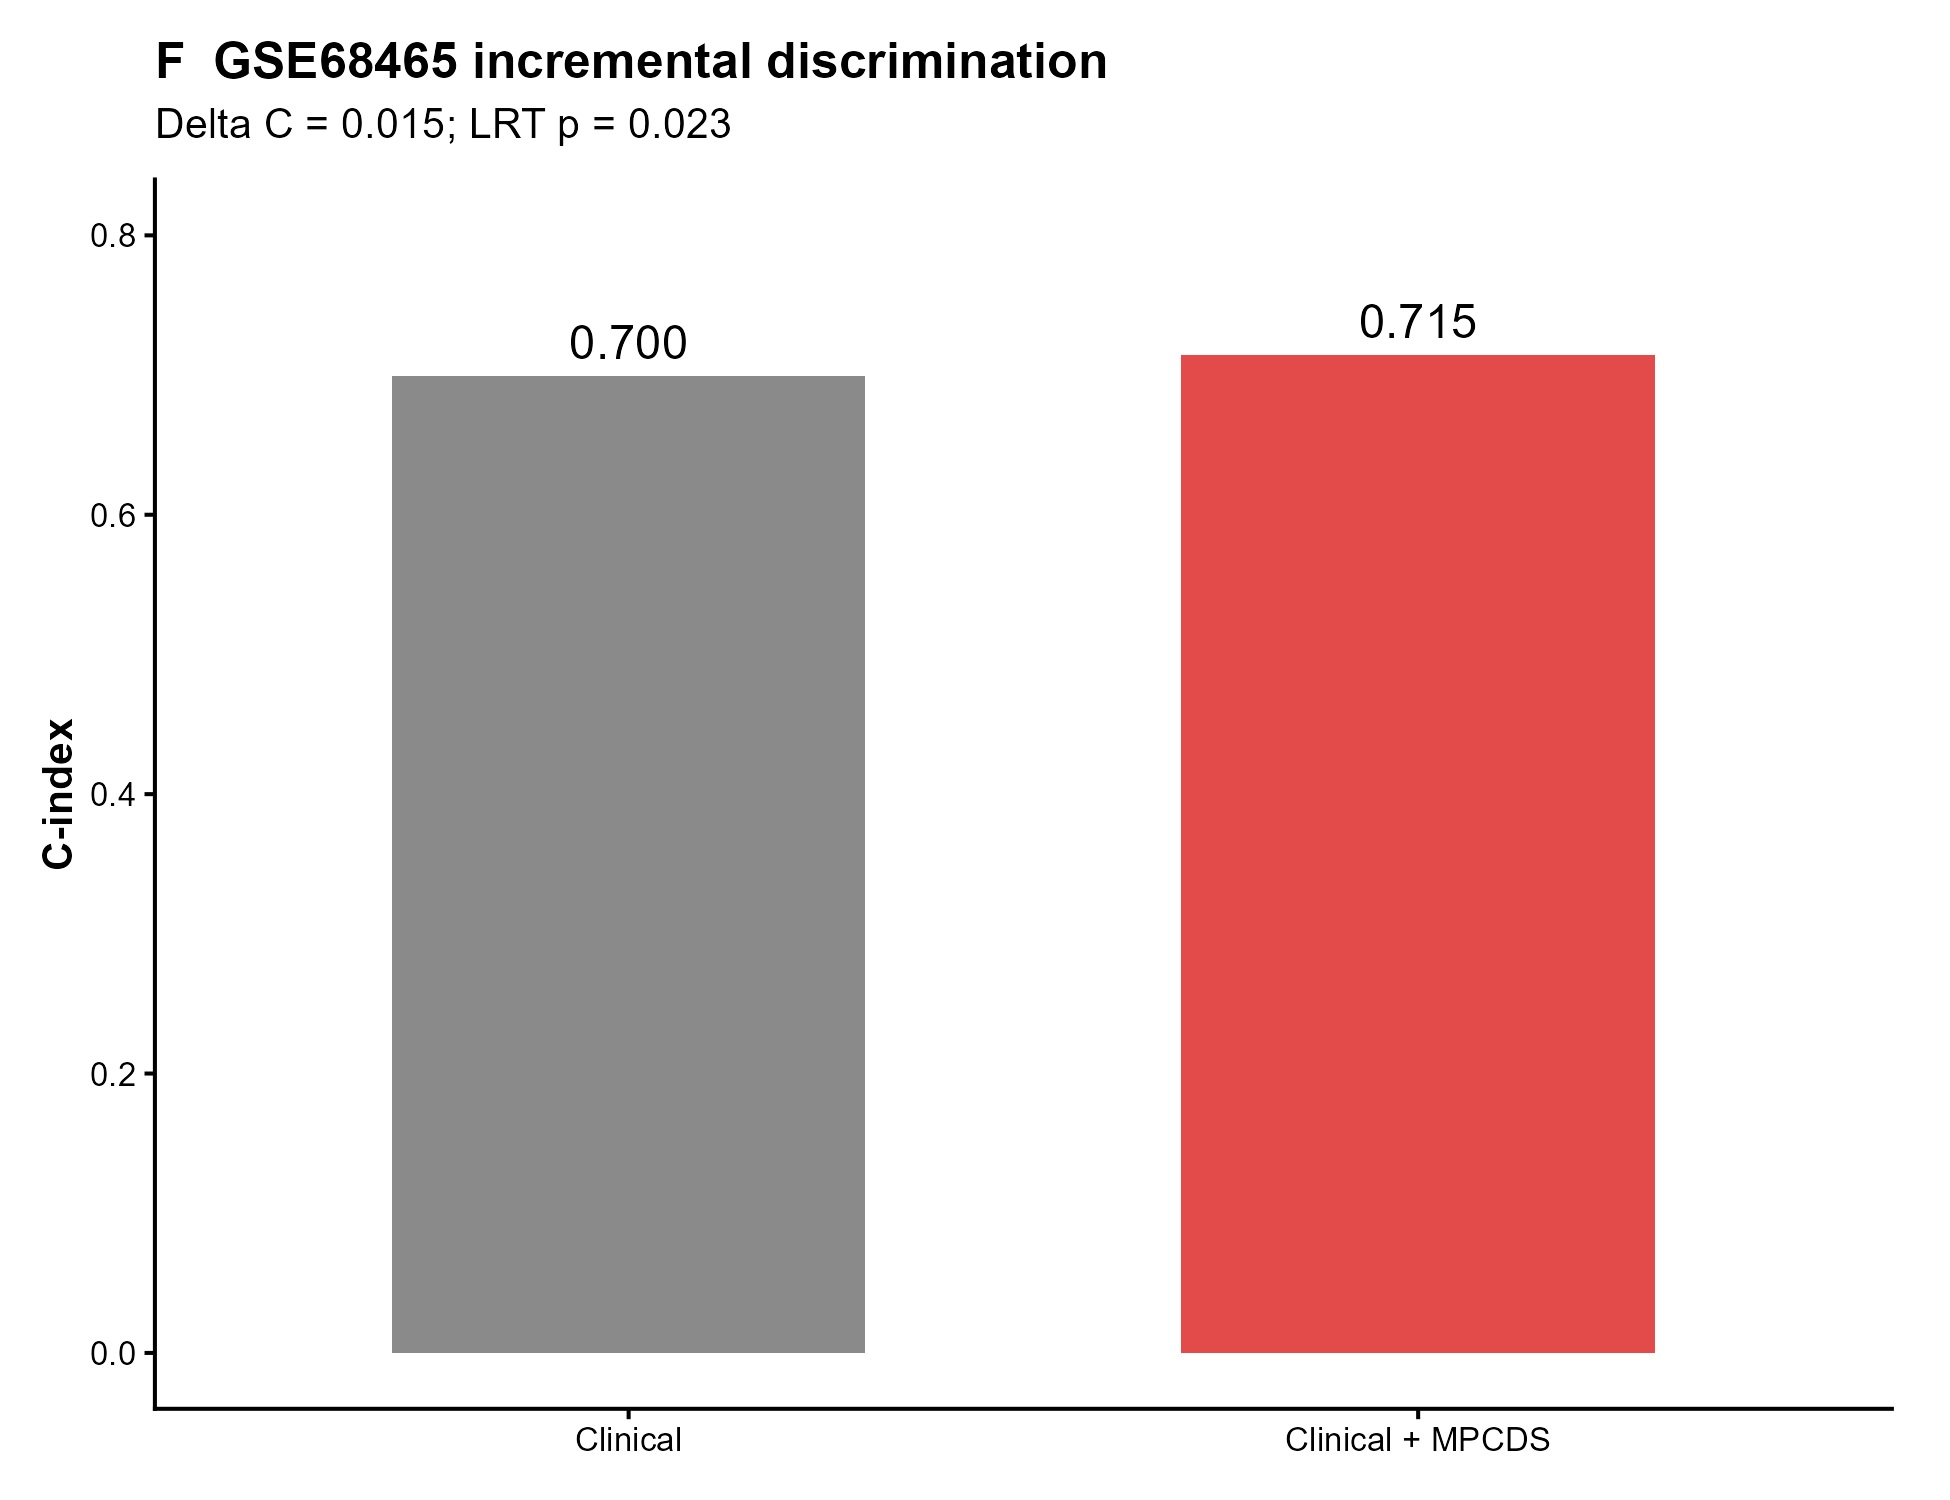 F  GSE68465 incremental discrimination
Delta C = 0.015; LRT p = 0.023
C-index
0.8
0.6
0.4
0.2
0.0
0.700
0.715
Clinical
Clinical + MPCDS